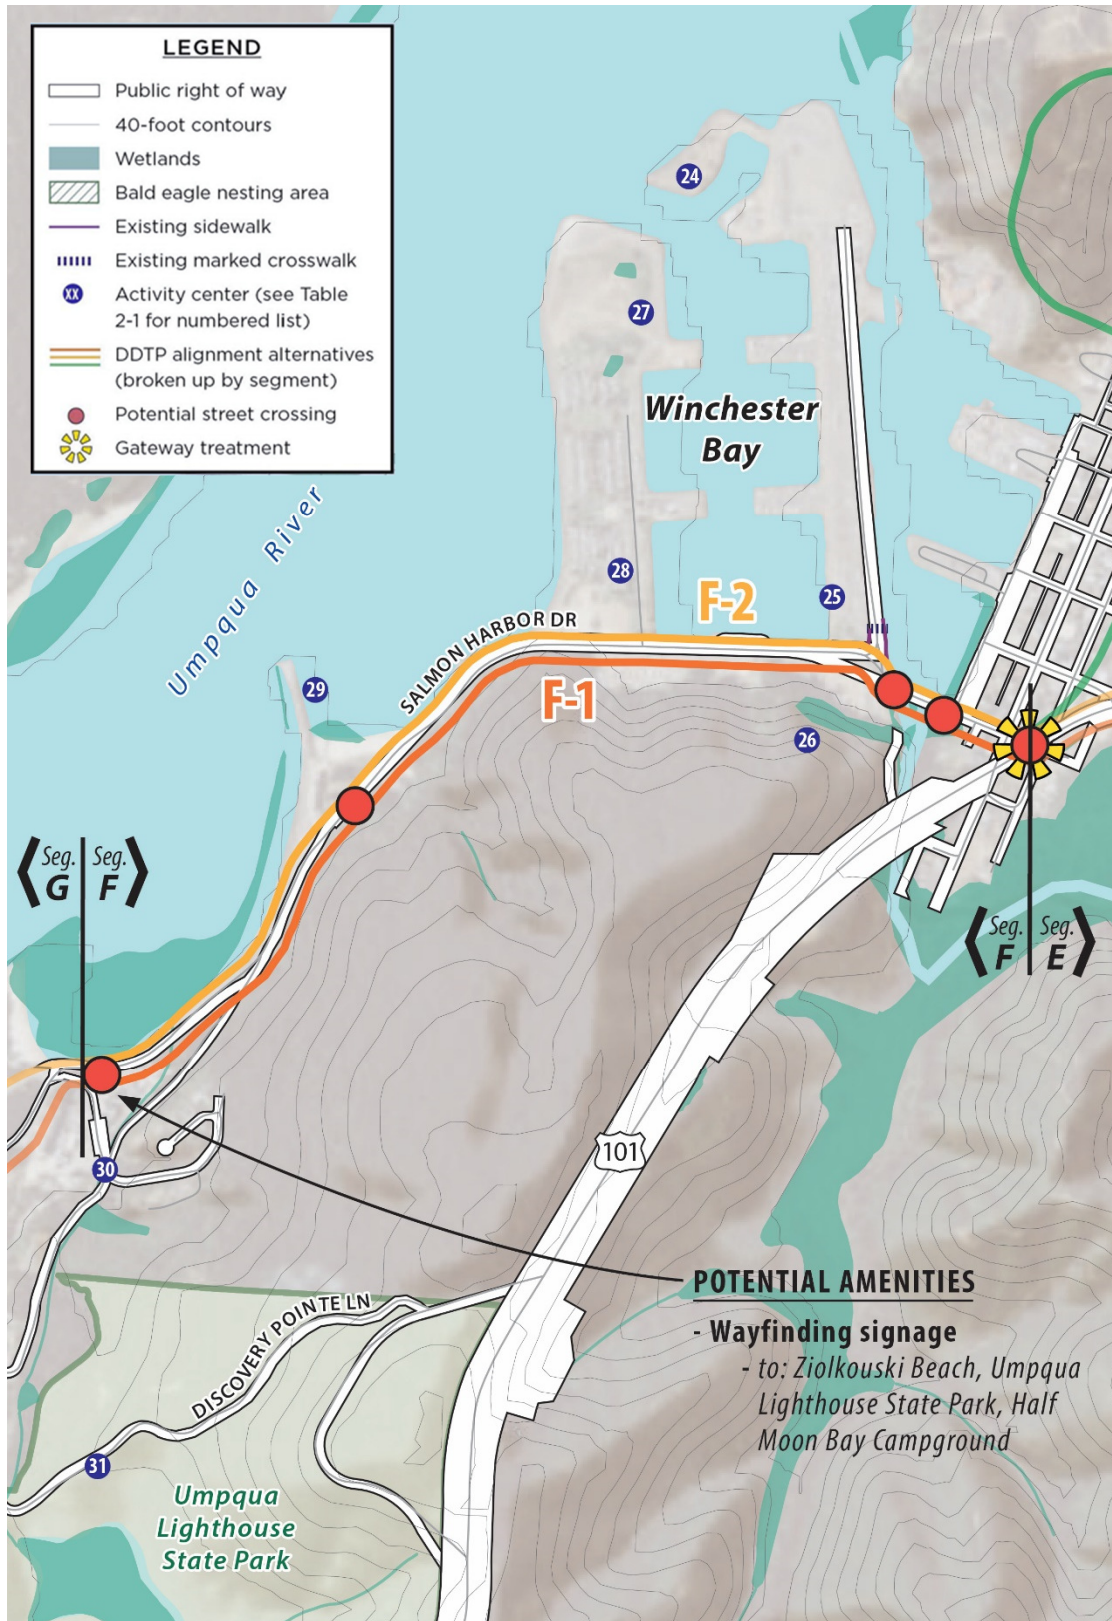 LEGEND
Public right of way
40-foot contours
Wetlands
Bald eagle nesting area
Existing sidewalk
Existing marked crosswalk
XX
Activity center (see Table
2-1 for numbered list)
DDTP alignment alternatives
(broken up by segment)
Potential street crossing
Gateway treatment
24
27
Winchester
Bay
Umpqua River
28
25
F-2
SALMON HARBOR DR
29
F-1
26
Seg.
G
Seg.
F
Seg.
F
Seg.
E
101
30
POTENTIAL AMENITIES
- Wayfinding signage
- to: Ziolkouski Beach, Umpqua
Lighthouse State Park, Half
Moon Bay Campground
DISCOVERY POINTE LN
31
Umpqua
Lighthouse
State Park